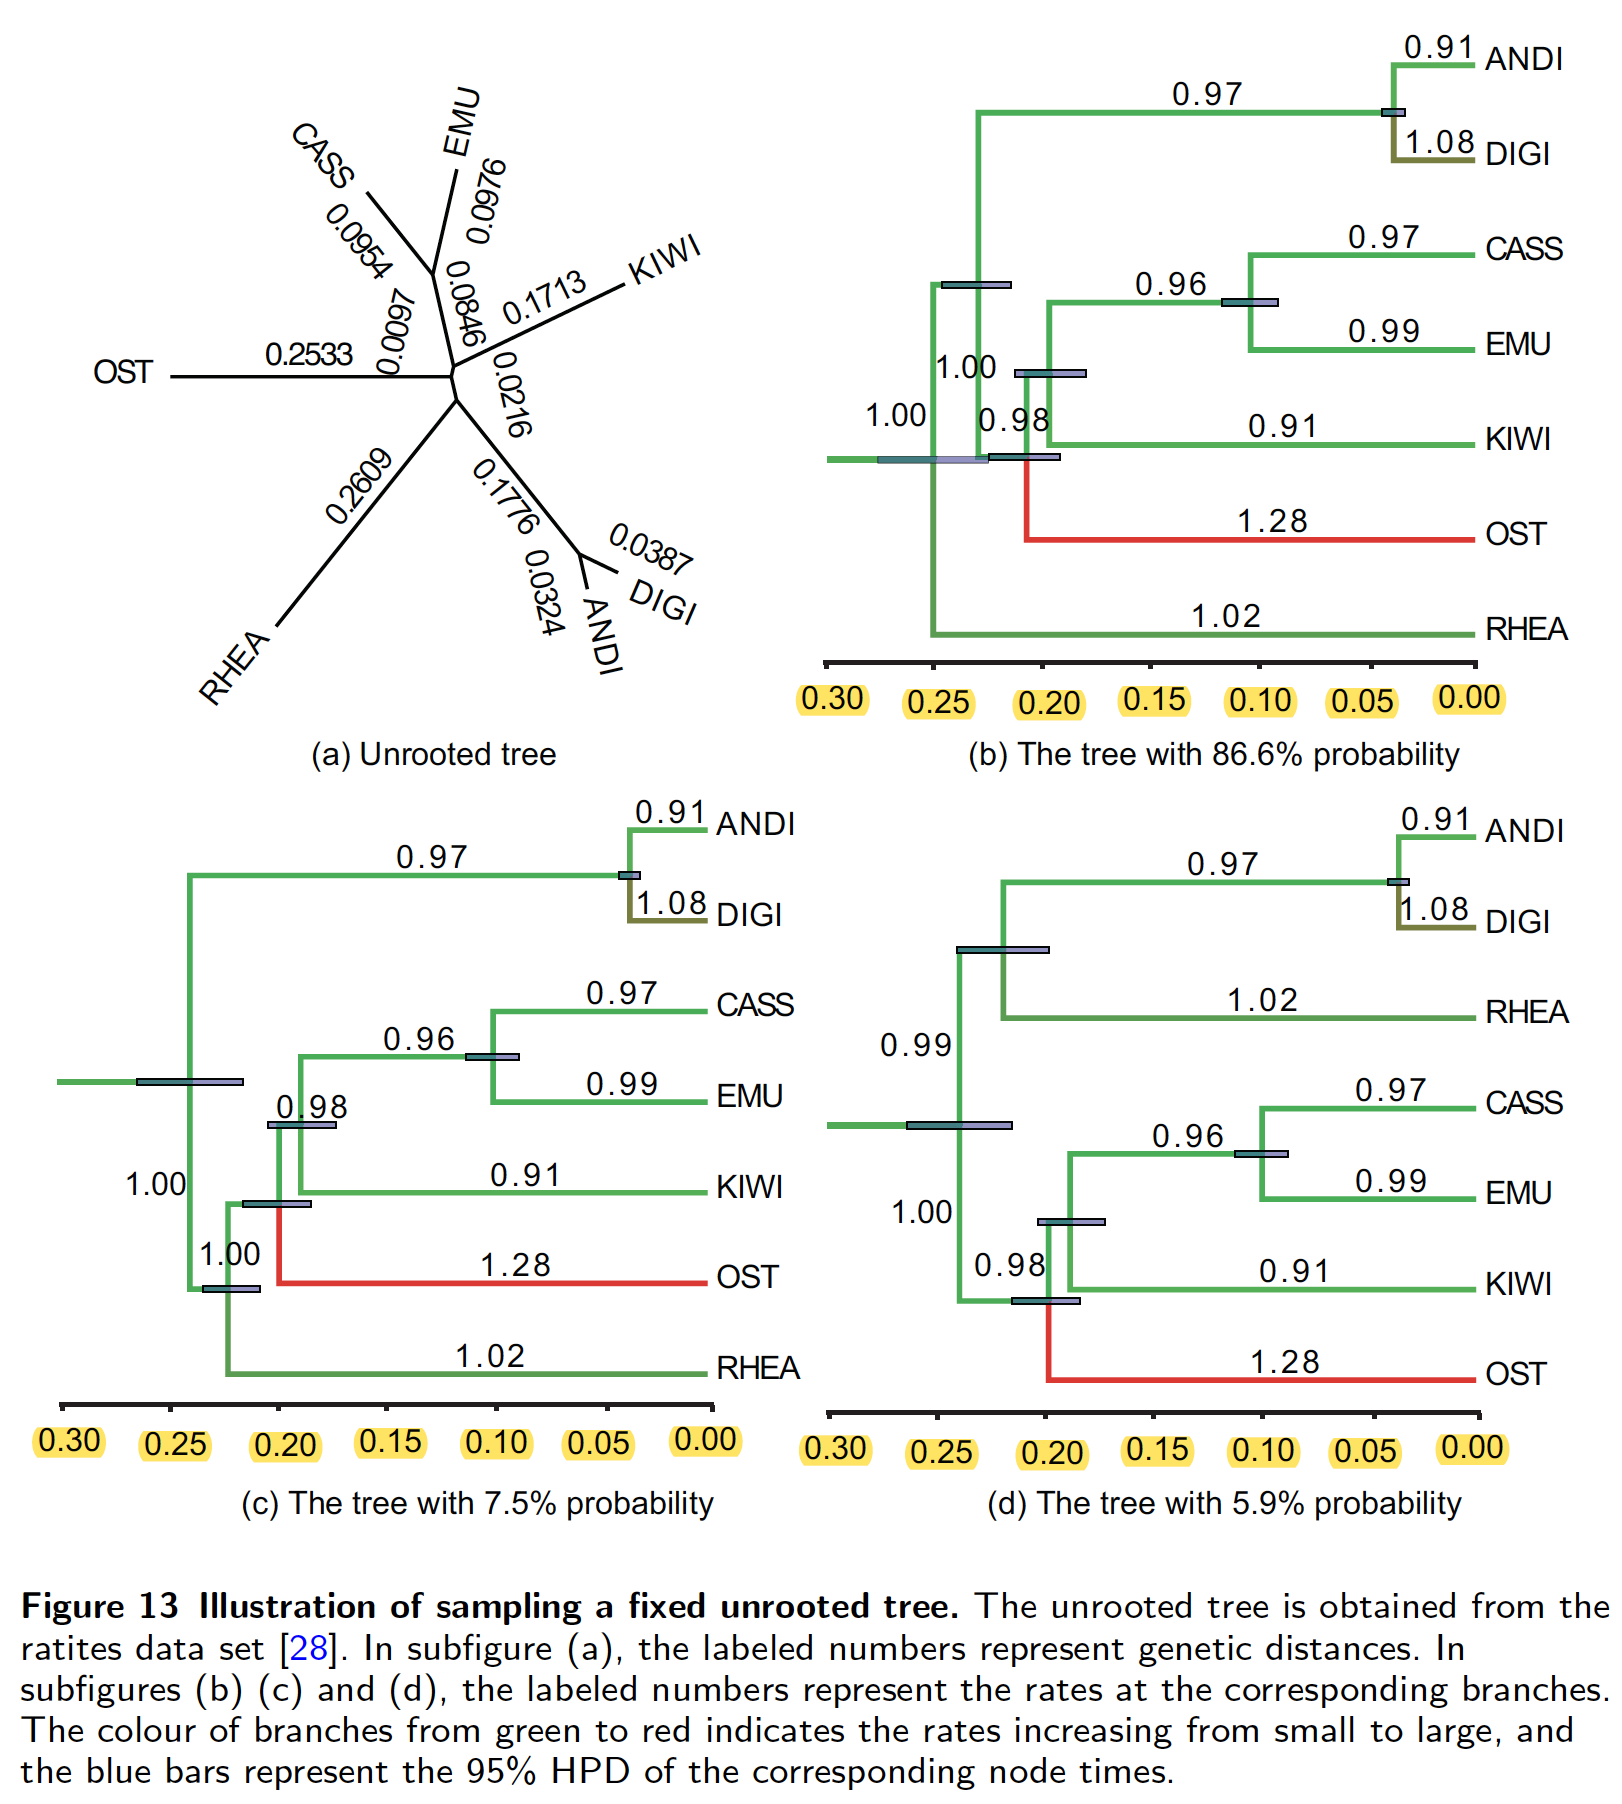 CASS
EMU
0.0954
0.0976
0.0097
0.0846
0.1713
KIWI
OST
0.2533
0.0216
0.2609
0.1776
0.0324
0.0387
DIGI
ANDI
RHEA
(a) Unrooted tree
0.91
ANDI
0.97
1.08
DIGI
0.97
CASS
0.96
0.99
EMU
1.00
1.00
0.98
0.91
KIWI
1.28
OST
1.02
RHEA
0.30 0.25 0.20 0.15 0.10 0.05 0.00
(b) The tree with 86.6% probability
0.91
ANDI
0.97
1.08
DIGI
0.97
CASS
0.96
0.99
EMU
0.98
1.00
0.91
KIWI
1.00
1.28
OST
1.02
RHEA
0.30 0.25 0.20 0.15 0.10 0.05 0.00
(c) The tree with 7.5% probability
0.91
ANDI
0.97
1.08
DIGI
1.02
RHEA
0.99
0.97
CASS
0.96
0.99
EMU
1.00
0.98
0.91
KIWI
1.28
OST
0.30 0.25 0.20 0.15 0.10 0.05 0.00
(d) The tree with 5.9% probability
Figure 13 Illustration of sampling a fixed unrooted tree. The unrooted tree is obtained from the
ratites data set [28]. In subfigure (a), the labeled numbers represent genetic distances. In
subfigures (b) (c) and (d), the labeled numbers represent the rates at the corresponding branches.
The colour of branches from green to red indicates the rates increasing from small to large, and
the blue bars represent the 95% HPD of the corresponding node times.